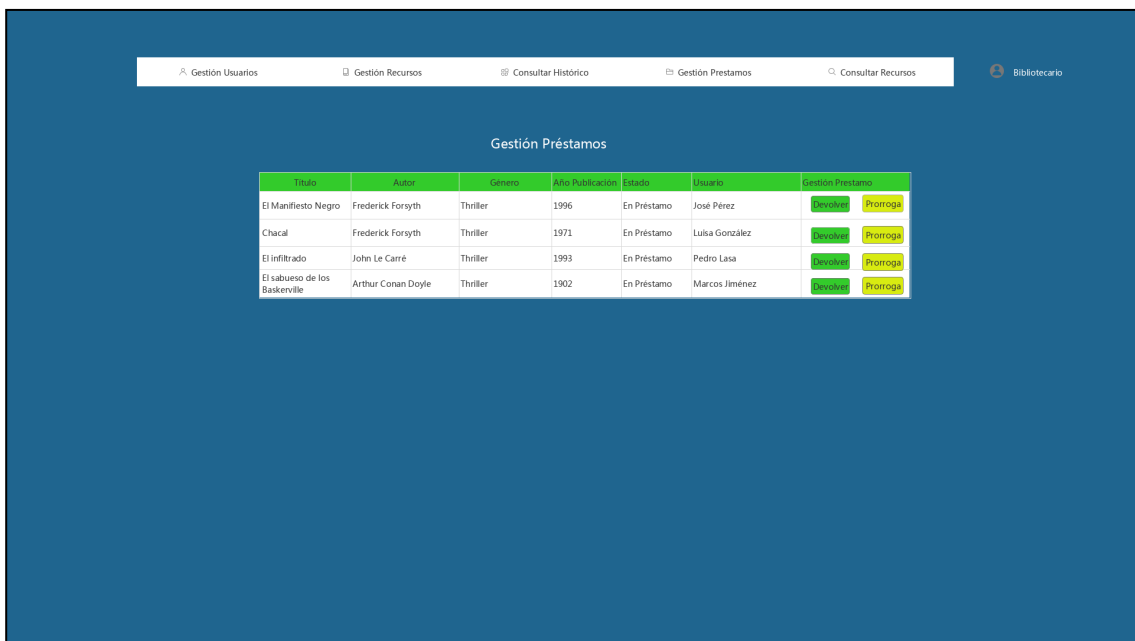 Gestión Usuarios Gestión Recursos Consultar Histórico Gestión Prestamos Consultar Recursos Bibliotecario
Gestión Préstamos
Titulo Autor Género Año Publicación Estado Usuario Gestión Prestamo
El Manifiesto Negro Frederick Forsyth Thriller 1996 En Préstamo José Pérez Devolver Prorroga
Chacal Frederick Forsyth Thriller 1971 En Préstamo Luisa González Devolver Prorroga
El infiltrado John Le Carré Thriller 1993 En Préstamo Pedro Lasa Devolver Prorroga
El sabueso de los
Baskerville Arthur Conan Doyle Thriller 1902 En Préstamo Marcos Jiménez Devolver Prorroga